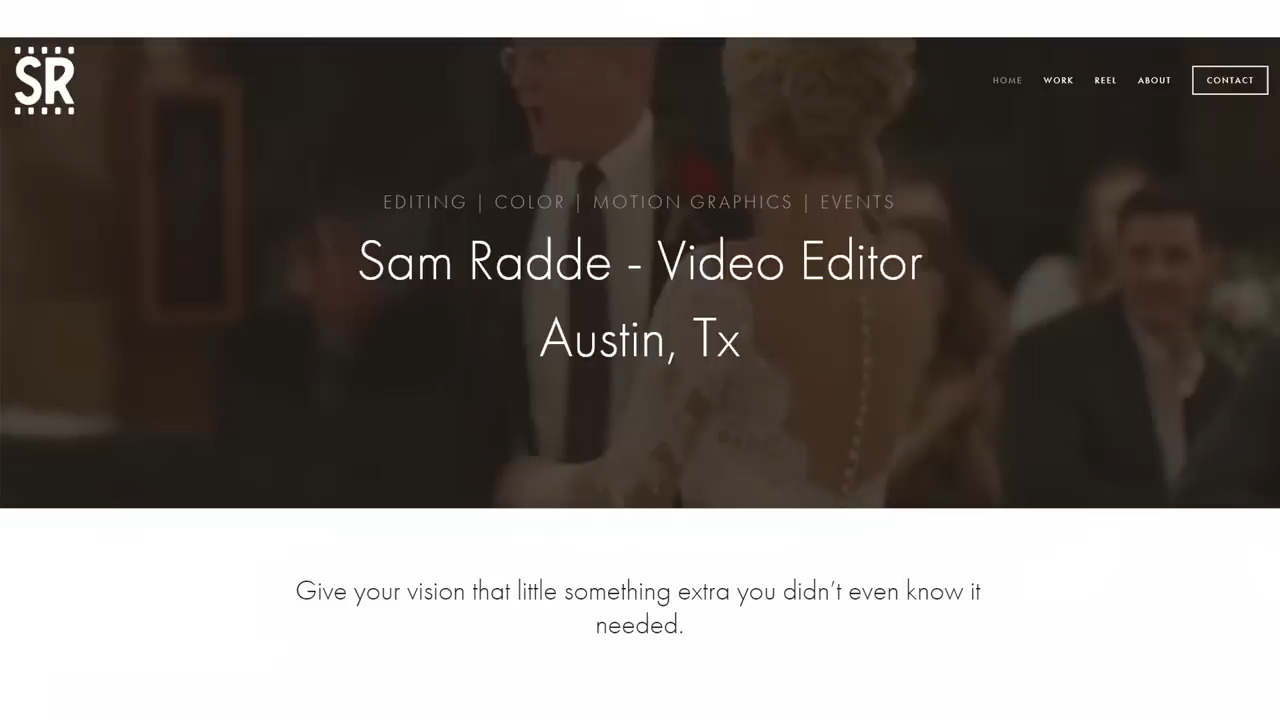 SR
HOME WORK REEL ABOUT CONTACT
EDITING | COLOR | MOTION GRAPHICS | EVENTS
Sam Radde - Video Editor
Austin, Tx
Give your vision that little something extra you didn’t even know it
needed.